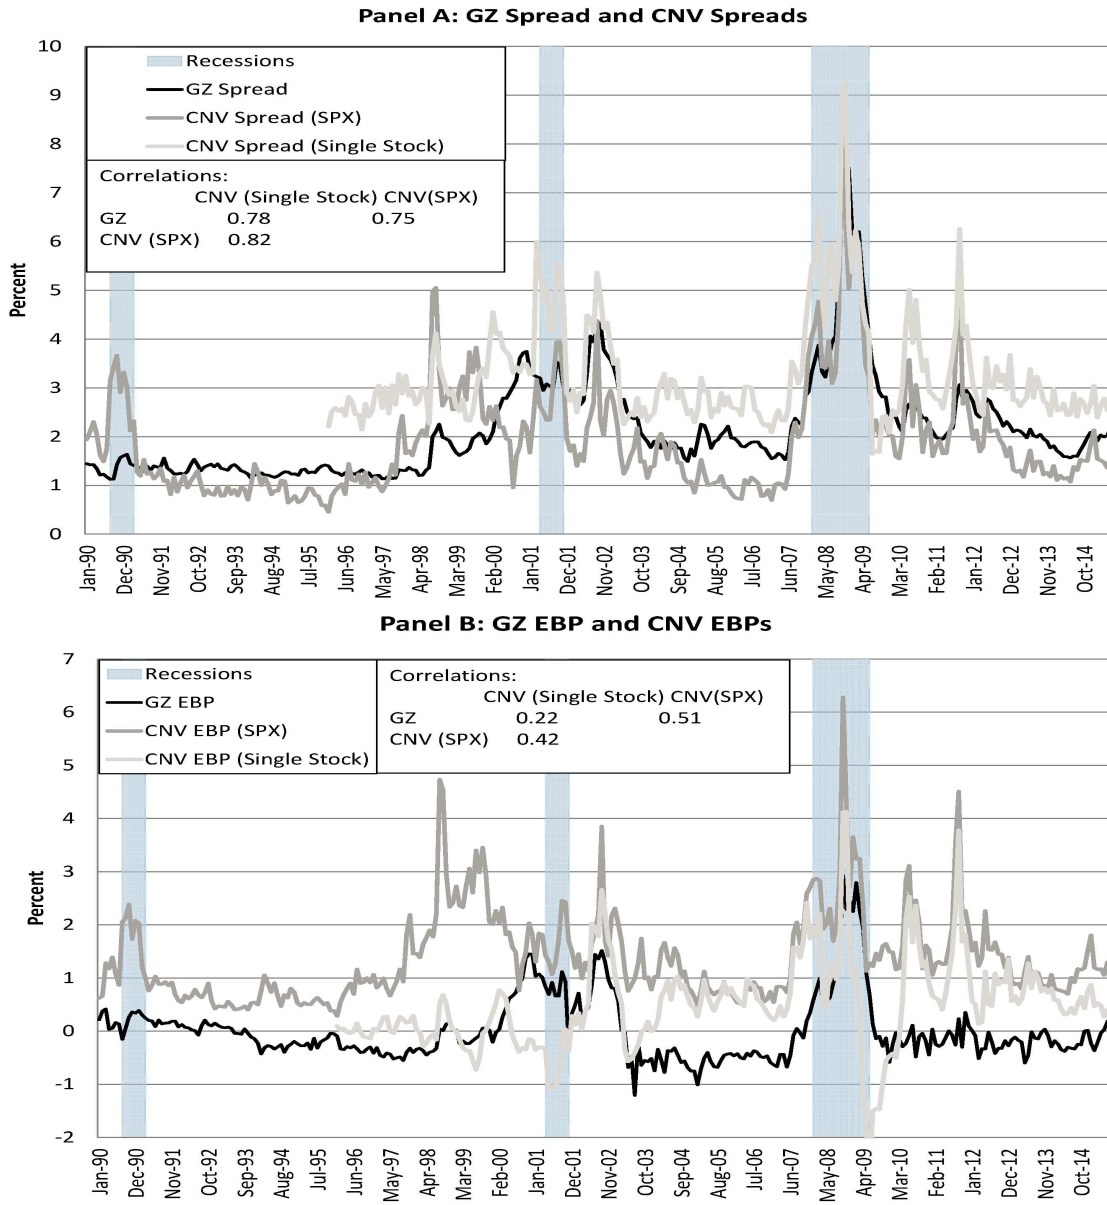 Panel A: GZ Spread and CNV Spreads
10
9
8
7
6
5
4
3
2
1
0
Percent
Recessions
GZ Spread
CNV Spread (SPX)
CNV Spread (Single Stock)
Correlations:
CNV (Single Stock) CNV(SPX)
GZ 0.78 0.75
CNV (SPX) 0.82
Jan-90 Dec-90 Nov-91 Oct-92 Sep-93 Aug-94 Jul-95 Jun-96 May-97 Apr-98 Mar-99 Feb-00 Jan-01 Dec-01 Nov-02 Oct-03 Sep-04 Aug-05 Jul-06 Jun-07 May-08 Apr-09 Mar-10 Feb-11 Jan-12 Dec-12 Nov-13 Oct-14
Panel B: GZ EBP and CNV EBPs
7
6
5
4
3
2
1
0
-1
-2
Percent
Recessions
GZ EBP
CNV EBP (SPX)
CNV EBP (Single Stock)
Correlations:
CNV (Single Stock) CNV(SPX)
GZ 0.22 0.51
CNV (SPX) 0.42
Jan-90 Dec-90 Nov-91 Oct-92 Sep-93 Aug-94 Jul-95 Jun-96 May-97 Apr-98 Mar-99 Feb-00 Jan-01 Dec-01 Nov-02 Oct-03 Sep-04 Aug-05 Jul-06 Jun-07 May-08 Apr-09 Mar-10 Feb-11 Jan-12 Dec-12 Nov-13 Oct-14